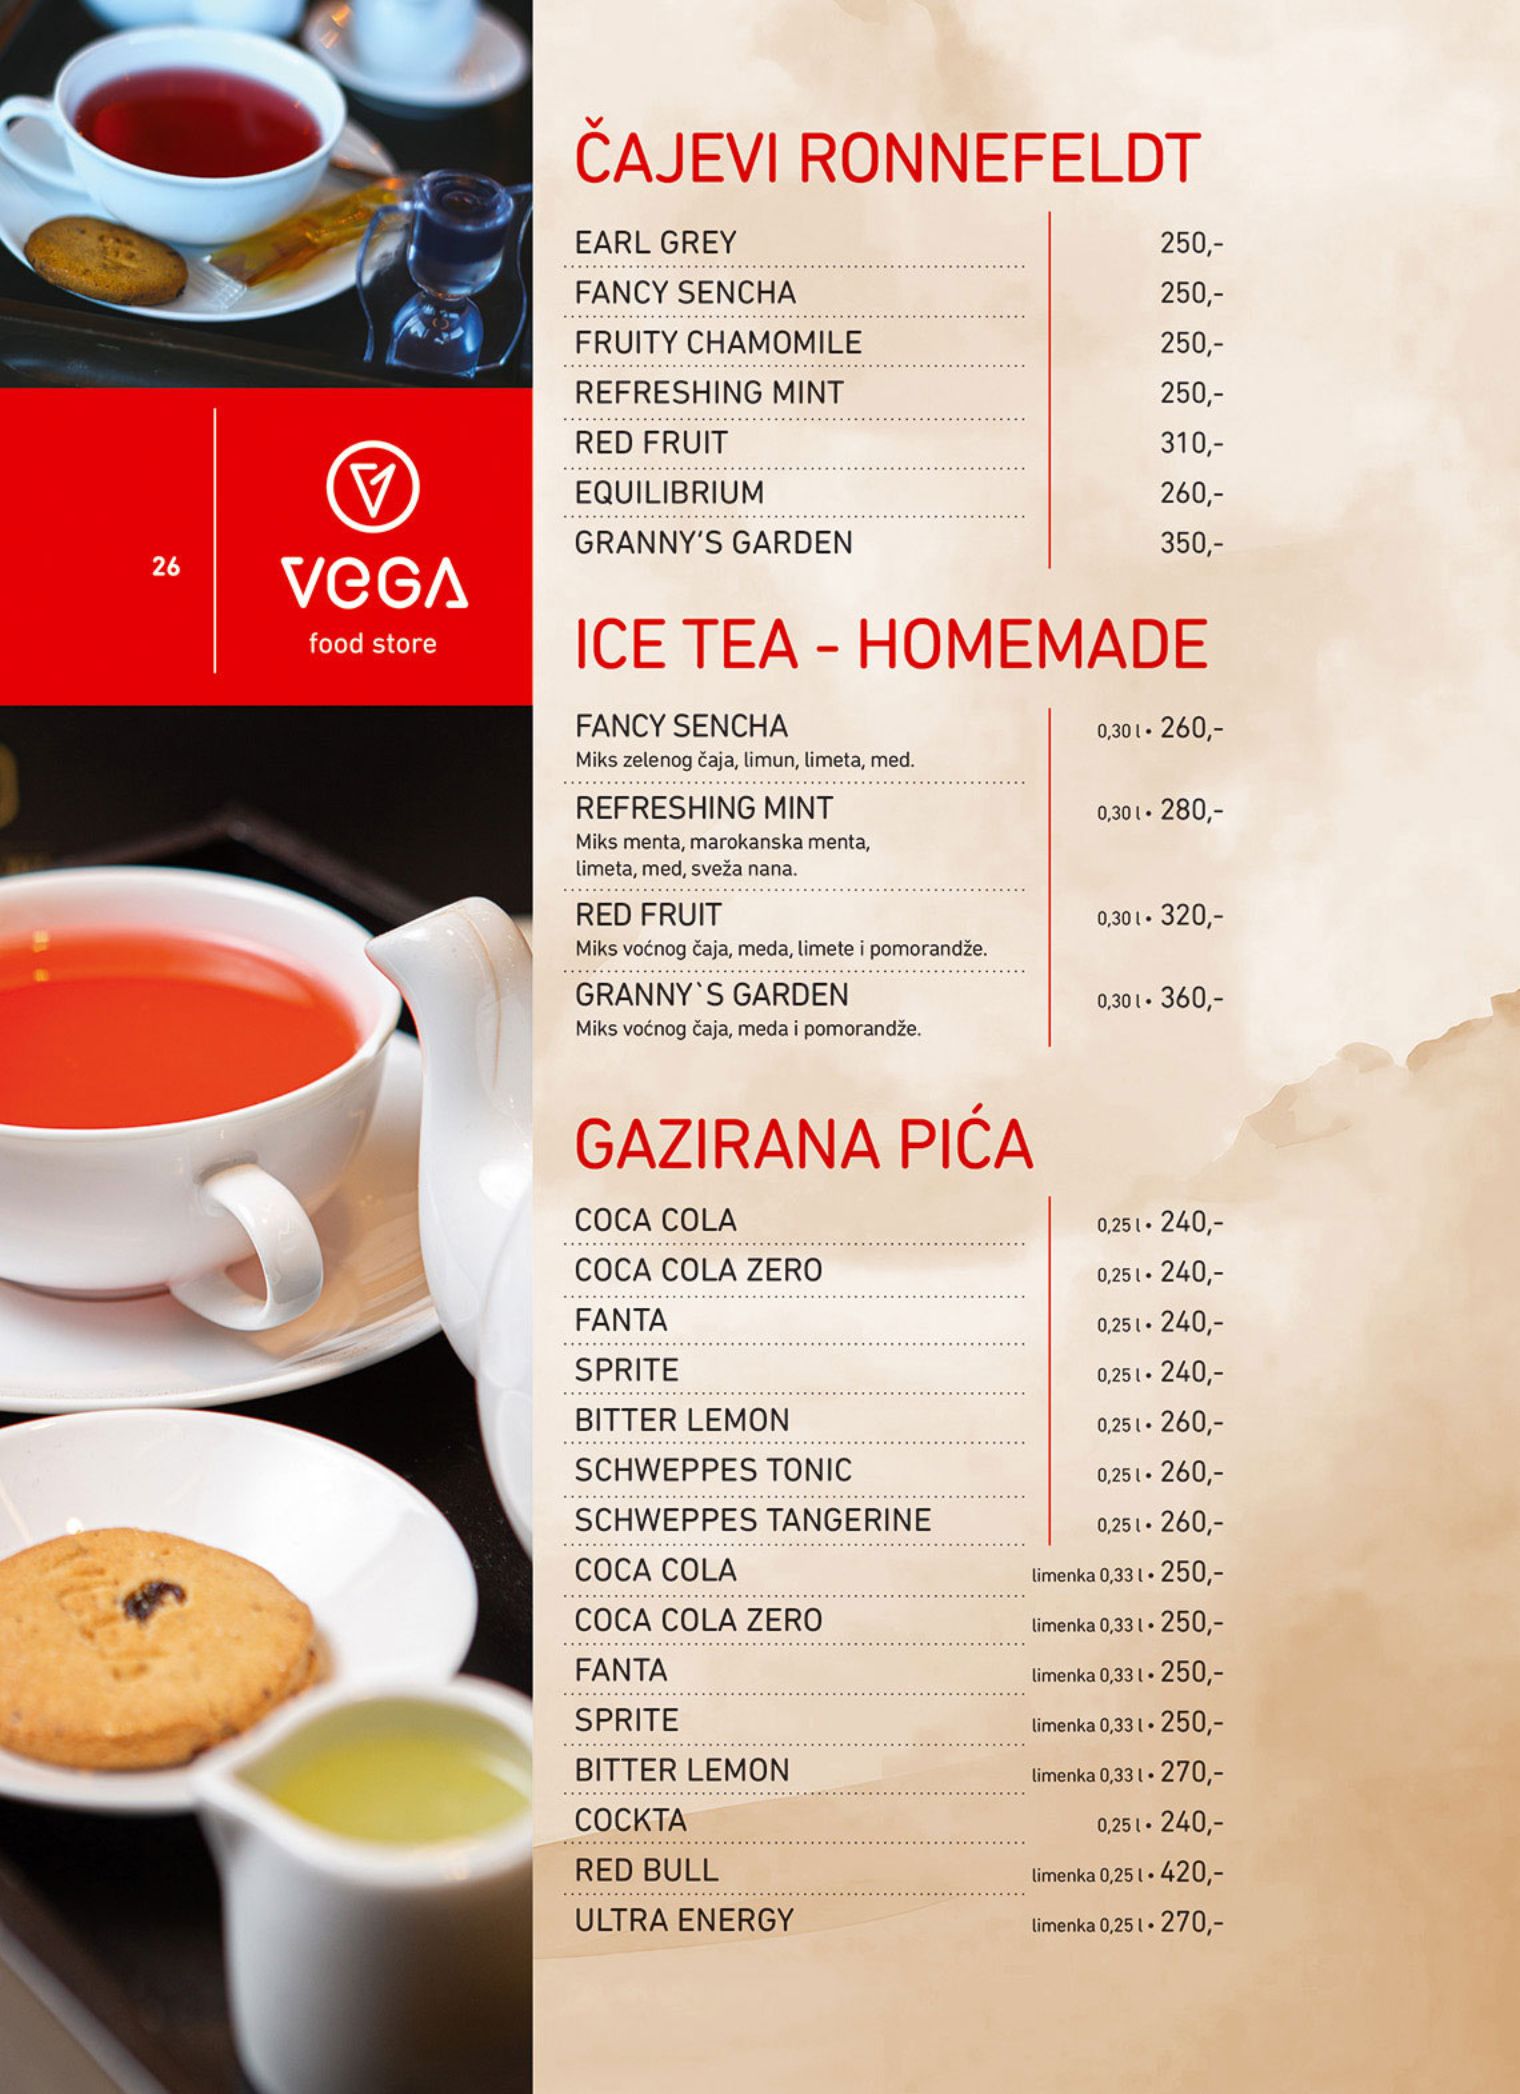 ČAJEVI RONNEFELDT
EARL GREY 250,-
FANCY SENCHA 250,-
FRUITY CHAMOMILE 250,-
REFRESHING MINT 250,-
RED FRUIT 310,-
EQUILIBRIUM 260,-
GRANNY'S GARDEN 350,-
26
VEGA
food store
ICE TEA - HOMEMADE
FANCY SENCHA 0,30 l • 260,-
Miks zelenog čaja, limun, limeta, med.
REFRESHING MINT 0,30 l • 280,-
Miks menta, marokanska menta,
limeta, med, sveža nana.
RED FRUIT 0,30 l • 320,-
Miks voćnog čaja, meda, limete i pomorandže.
GRANNY`S GARDEN 0,30 l • 360,-
Miks voćnog čaja, meda i pomorandže.
GAZIRANA PIĆA
COCA COLA 0,25 l • 240,-
COCA COLA ZERO 0,25 l • 240,-
FANTA 0,25 l • 240,-
SPRITE 0,25 l • 240,-
BITTER LEMON 0,25 l • 260,-
SCHWEPPES TONIC 0,25 l • 260,-
SCHWEPPES TANGERINE 0,25 l • 260,-
COCA COLA limenka 0,33 l • 250,-
COCA COLA ZERO limenka 0,33 l • 250,-
FANTA limenka 0,33 l • 250,-
SPRITE limenka 0,33 l • 250,-
BITTER LEMON limenka 0,33 l • 270,-
COCKTA 0,25 l • 240,-
RED BULL limenka 0,25 l • 420,-
ULTRA ENERGY limenka 0,25 l • 270,-